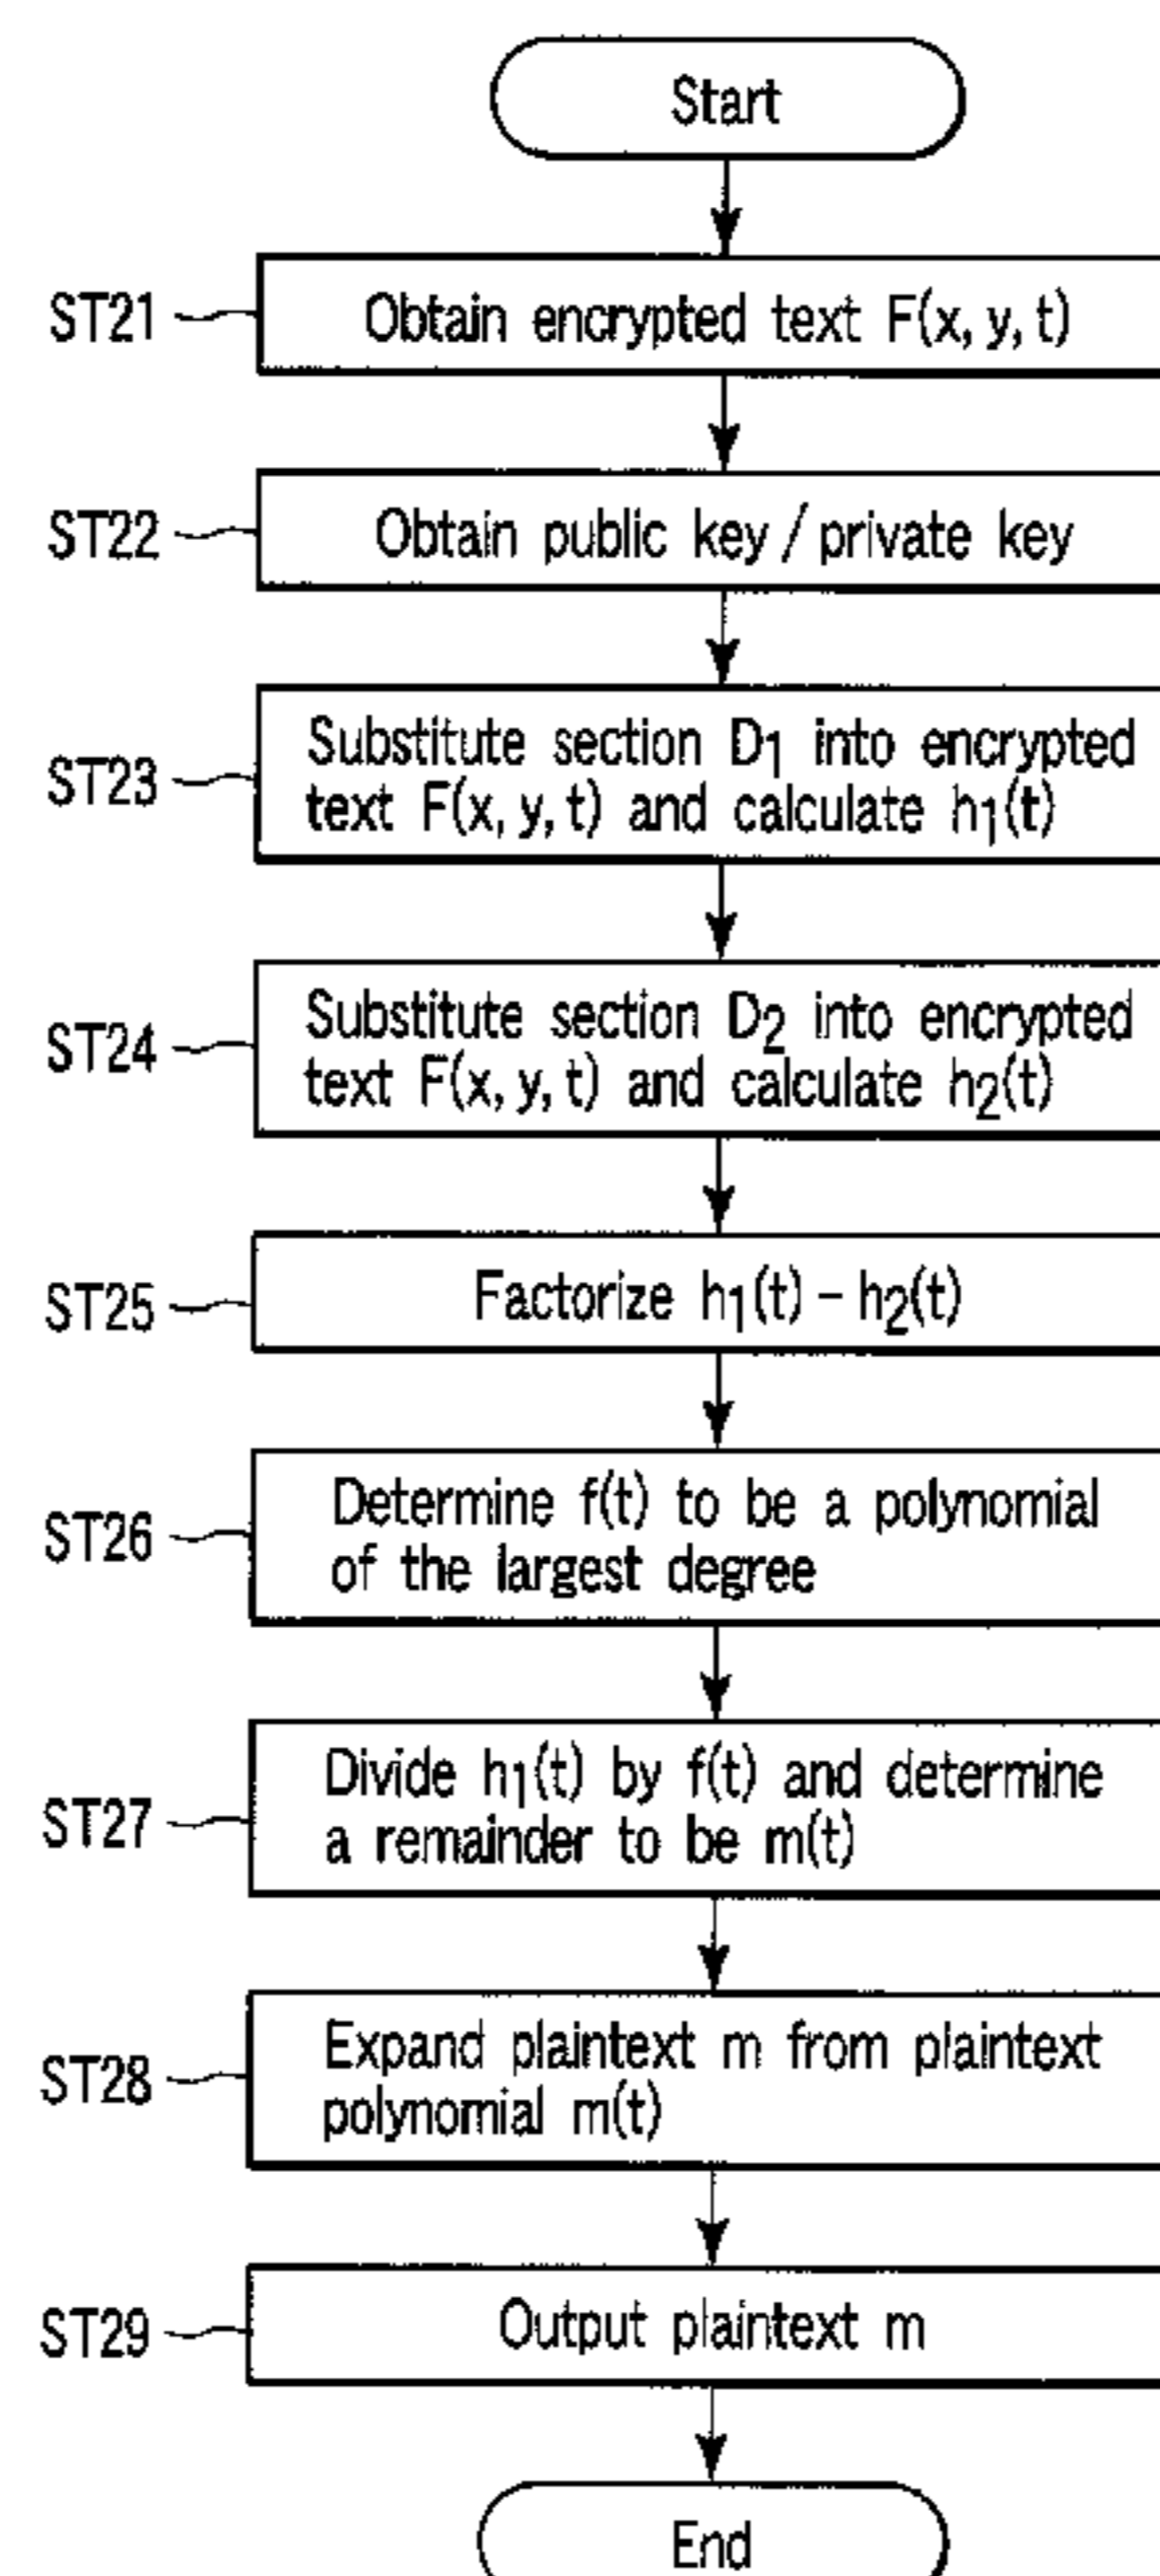 Start
ST21
Obtain encrypted text F(x, y, t)
ST22
Obtain public key / private key
ST23
Substitute section D1 into encrypted
text F(x, y, t) and calculate h1(t)
ST24
Substitute section D2 into encrypted
text F(x, y, t) and calculate h2(t)
ST25
Factorize h1(t) – h2(t)
ST26
Determine f(t) to be a polynomial
of the largest degree
ST27
Divide h1(t) by f(t) and determine
a remainder to be m(t)
ST28
Expand plaintext m from plaintext
polynomial m(t)
ST29
Output plaintext m
End